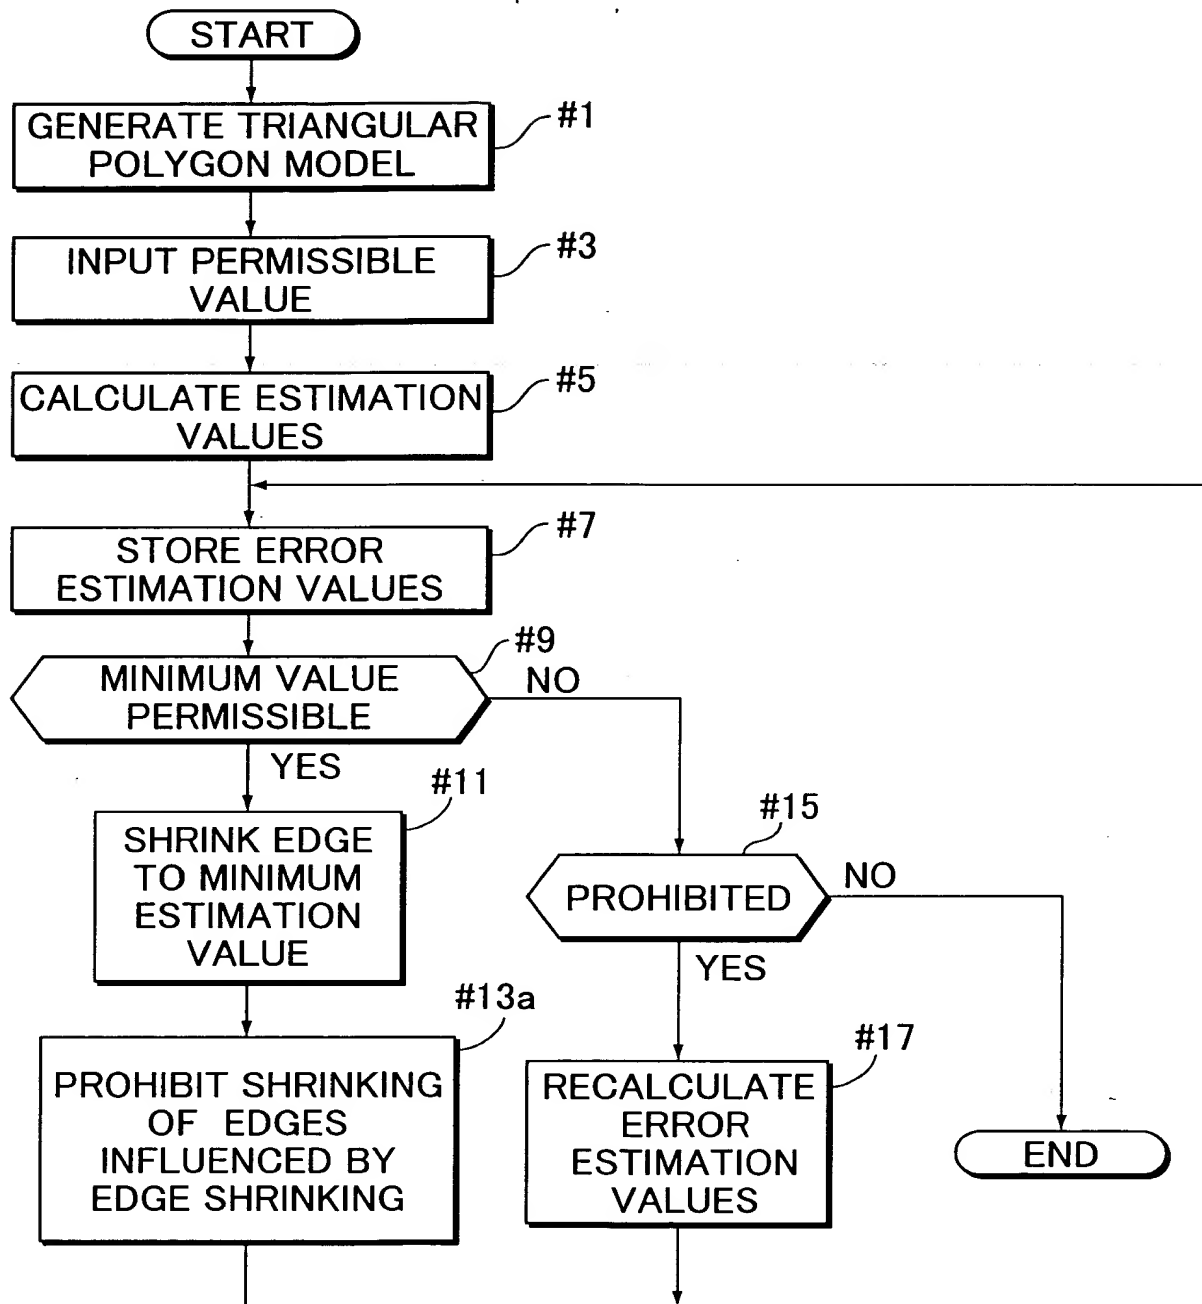 START
#1
GENERATE TRIANGULAR
POLYGON MODEL
#3
INPUT PERMISSIBLE
VALUE
#5
CALCULATE ESTIMATION
VALUES
#7
STORE ERROR
ESTIMATION VALUES
#9
MINIMUM VALUE
PERMISSIBLE
NO
YES
#11
SHRINK EDGE
TO MINIMUM
ESTIMATION
VALUE
#15
PROHIBITED
NO
YES
#13a
PROHIBIT SHRINKING
OF EDGES
INFLUENCED BY
EDGE SHRINKING
#17
RECALCULATE
ERROR
ESTIMATION
VALUES
END